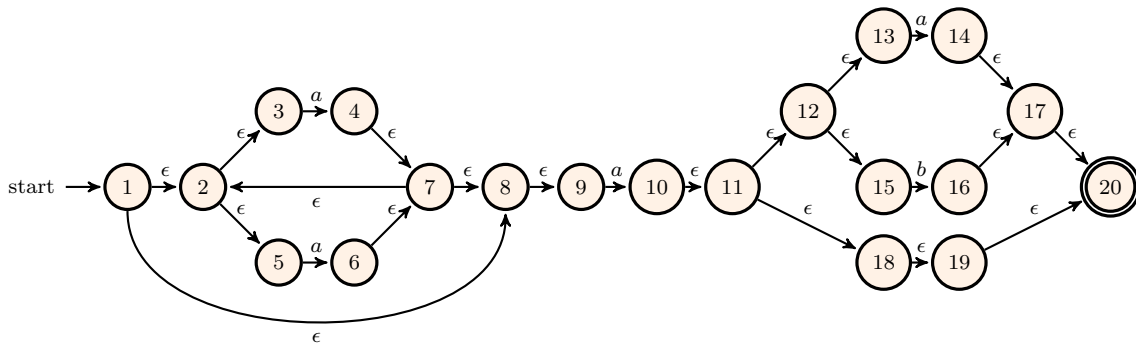 13 a 14
ϵ ϵ
3 a 4 12 17
ϵ ϵ ϵ ϵ ϵ ϵ
start 1 ϵ 2 ϵ 7 ϵ 8 ϵ 9 a 10 ϵ 11 15 b 16 20
ϵ ϵ ϵ ϵ
5 a 6 18 ϵ 19
ϵ